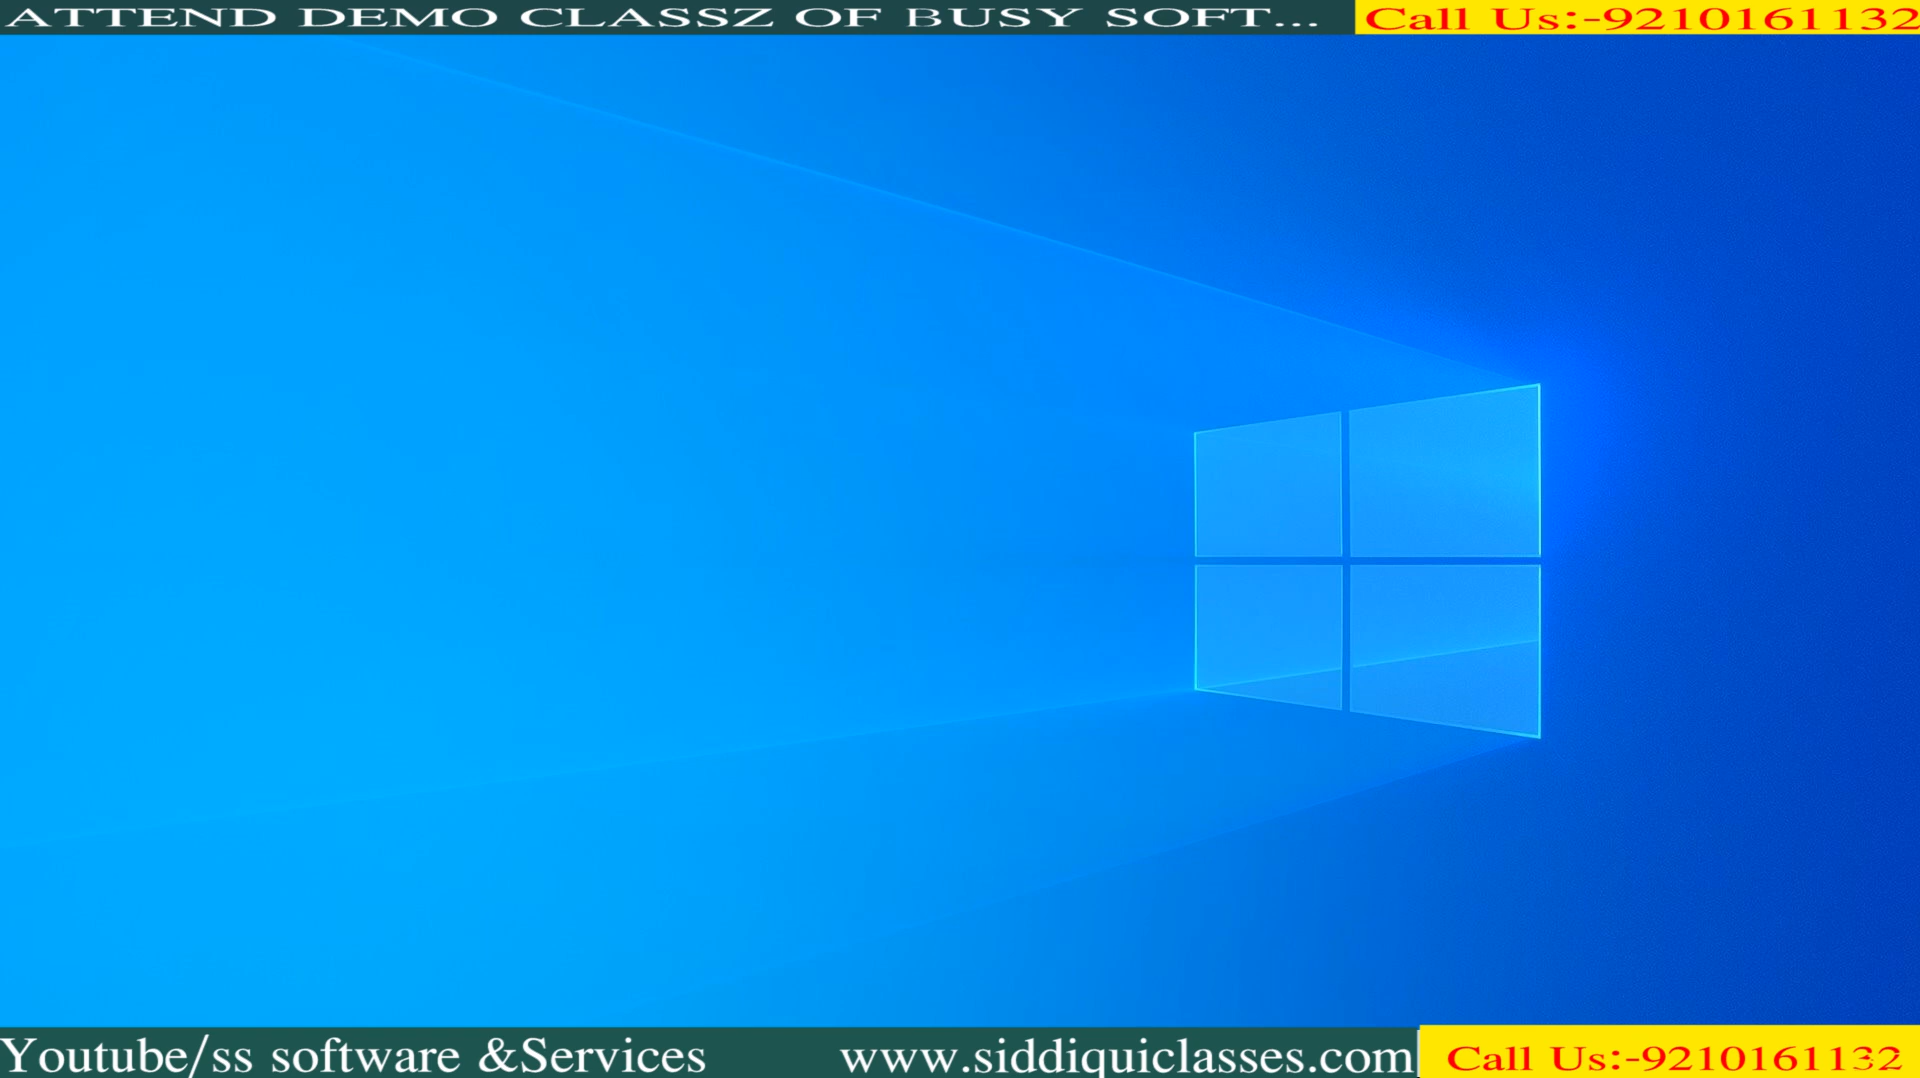 ATTEND DEMO CLASSZ OF BUSY SOFT... Call Us:-9210161132
Youtube/ss software &Services www.siddiquiclasses.com Call Us:-9210161132